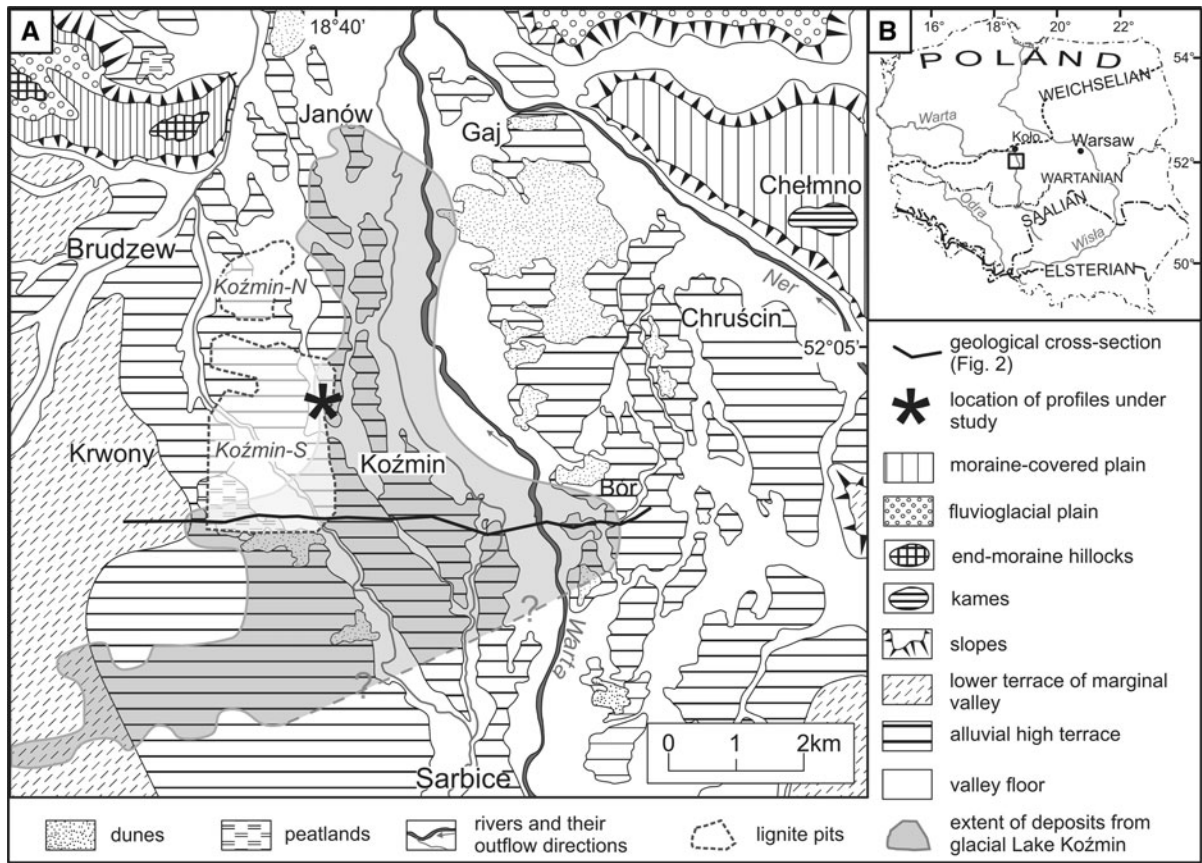 A
18°40'
Janów
Gaj
Chełmno
Brudzew
Koźmin-N
Ner
Chruścin
52°05'
Krwony
Koźmin-S
Koźmin
Bór
?
?
Warta
0 1 2km
Sarbice
B
16° 18° 20° 22°
POLAND
54°
WEICHSELIAN
Warta
Koło
Warsaw
52°
WARTANIAN
Odra
SAALIAN
Wisła
50°
ELSTERIAN
geological cross-section
(Fig. 2)
location of profiles under
study
moraine-covered plain
fluvioglacial plain
end-moraine hillocks
kames
slopes
lower terrace of marginal
valley
alluvial high terrace
valley floor
extent of deposits from
glacial Lake Koźmin
dunes
peatlands
rivers and their
outflow directions
lignite pits